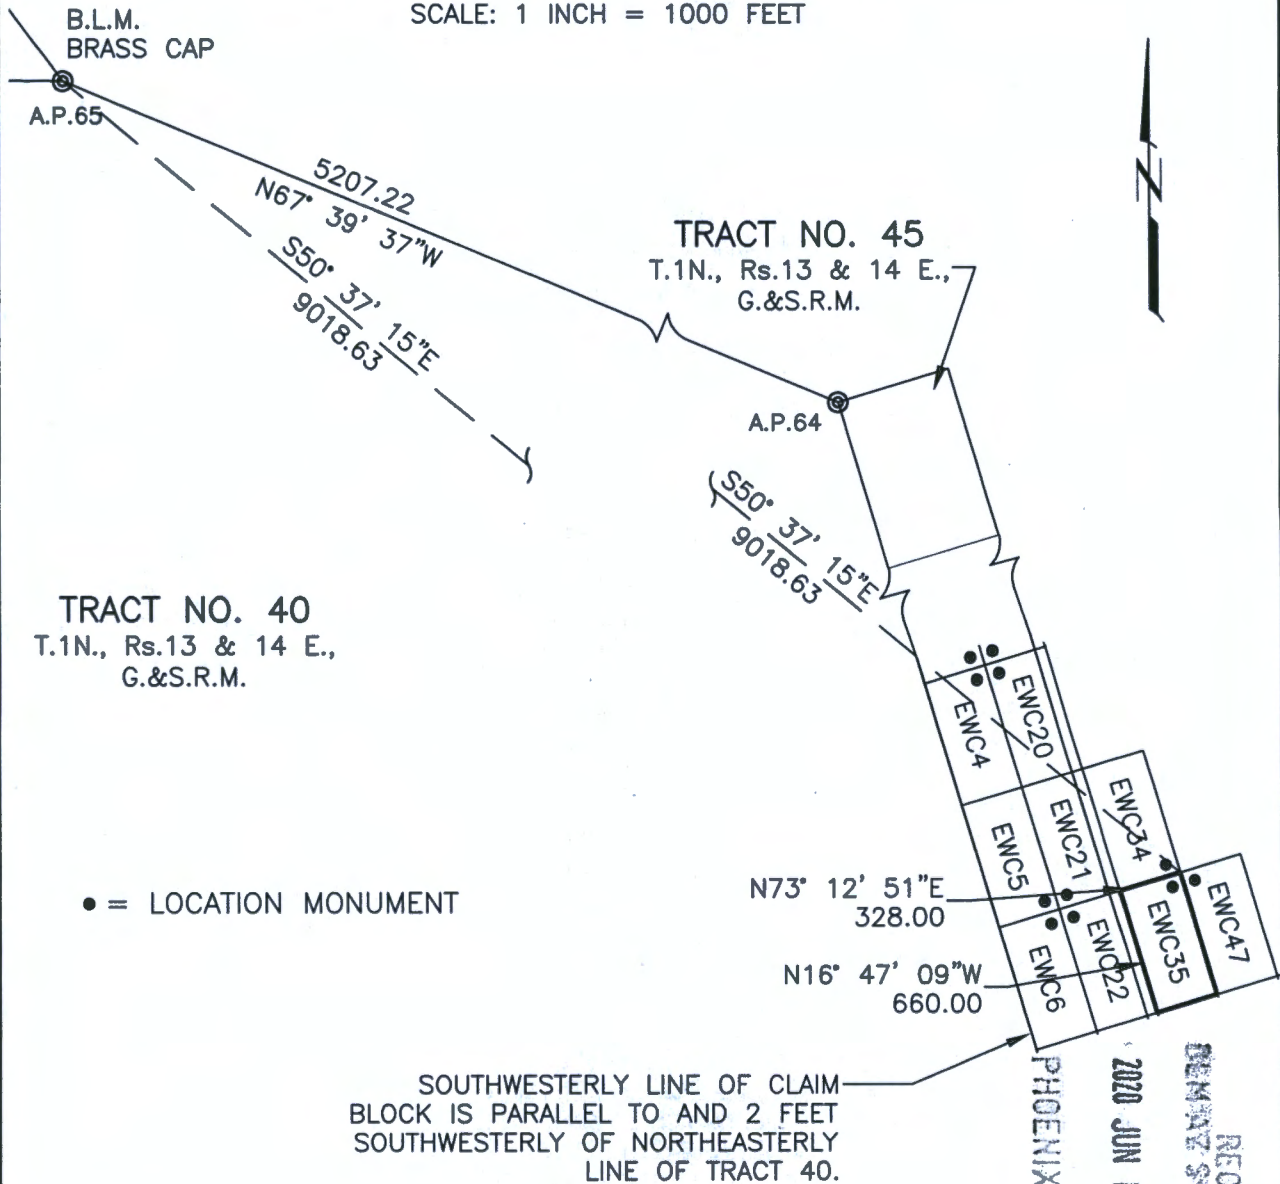 SCALE: 1 INCH = 1000 FEET
B.L.M.
BRASS CAP
A.P.65
5207.22
N67° 39' 37"W
S50° 37' 15"E
9018.63
N
TRACT NO. 45
T.1N., Rs.13 & 14 E.,
G.&S.R.M.
A.P.64
S50° 37' 15"E
9018.63
TRACT NO. 40
T.1N., Rs.13 & 14 E.,
G.&S.R.M.
EWC4
EWC20
EWC34
EWC5
EWC21
EWC47
EWC35
EWC6
EWC22
● = LOCATION MONUMENT
N73° 12' 51"E
328.00
N16° 47' 09"W
660.00
SOUTHWESTERLY LINE OF CLAIM
BLOCK IS PARALLEL TO AND 2 FEET
SOUTHWESTERLY OF NORTHEASTERLY
LINE OF TRACT 40.
PHOENIX
2020 JUN
REC